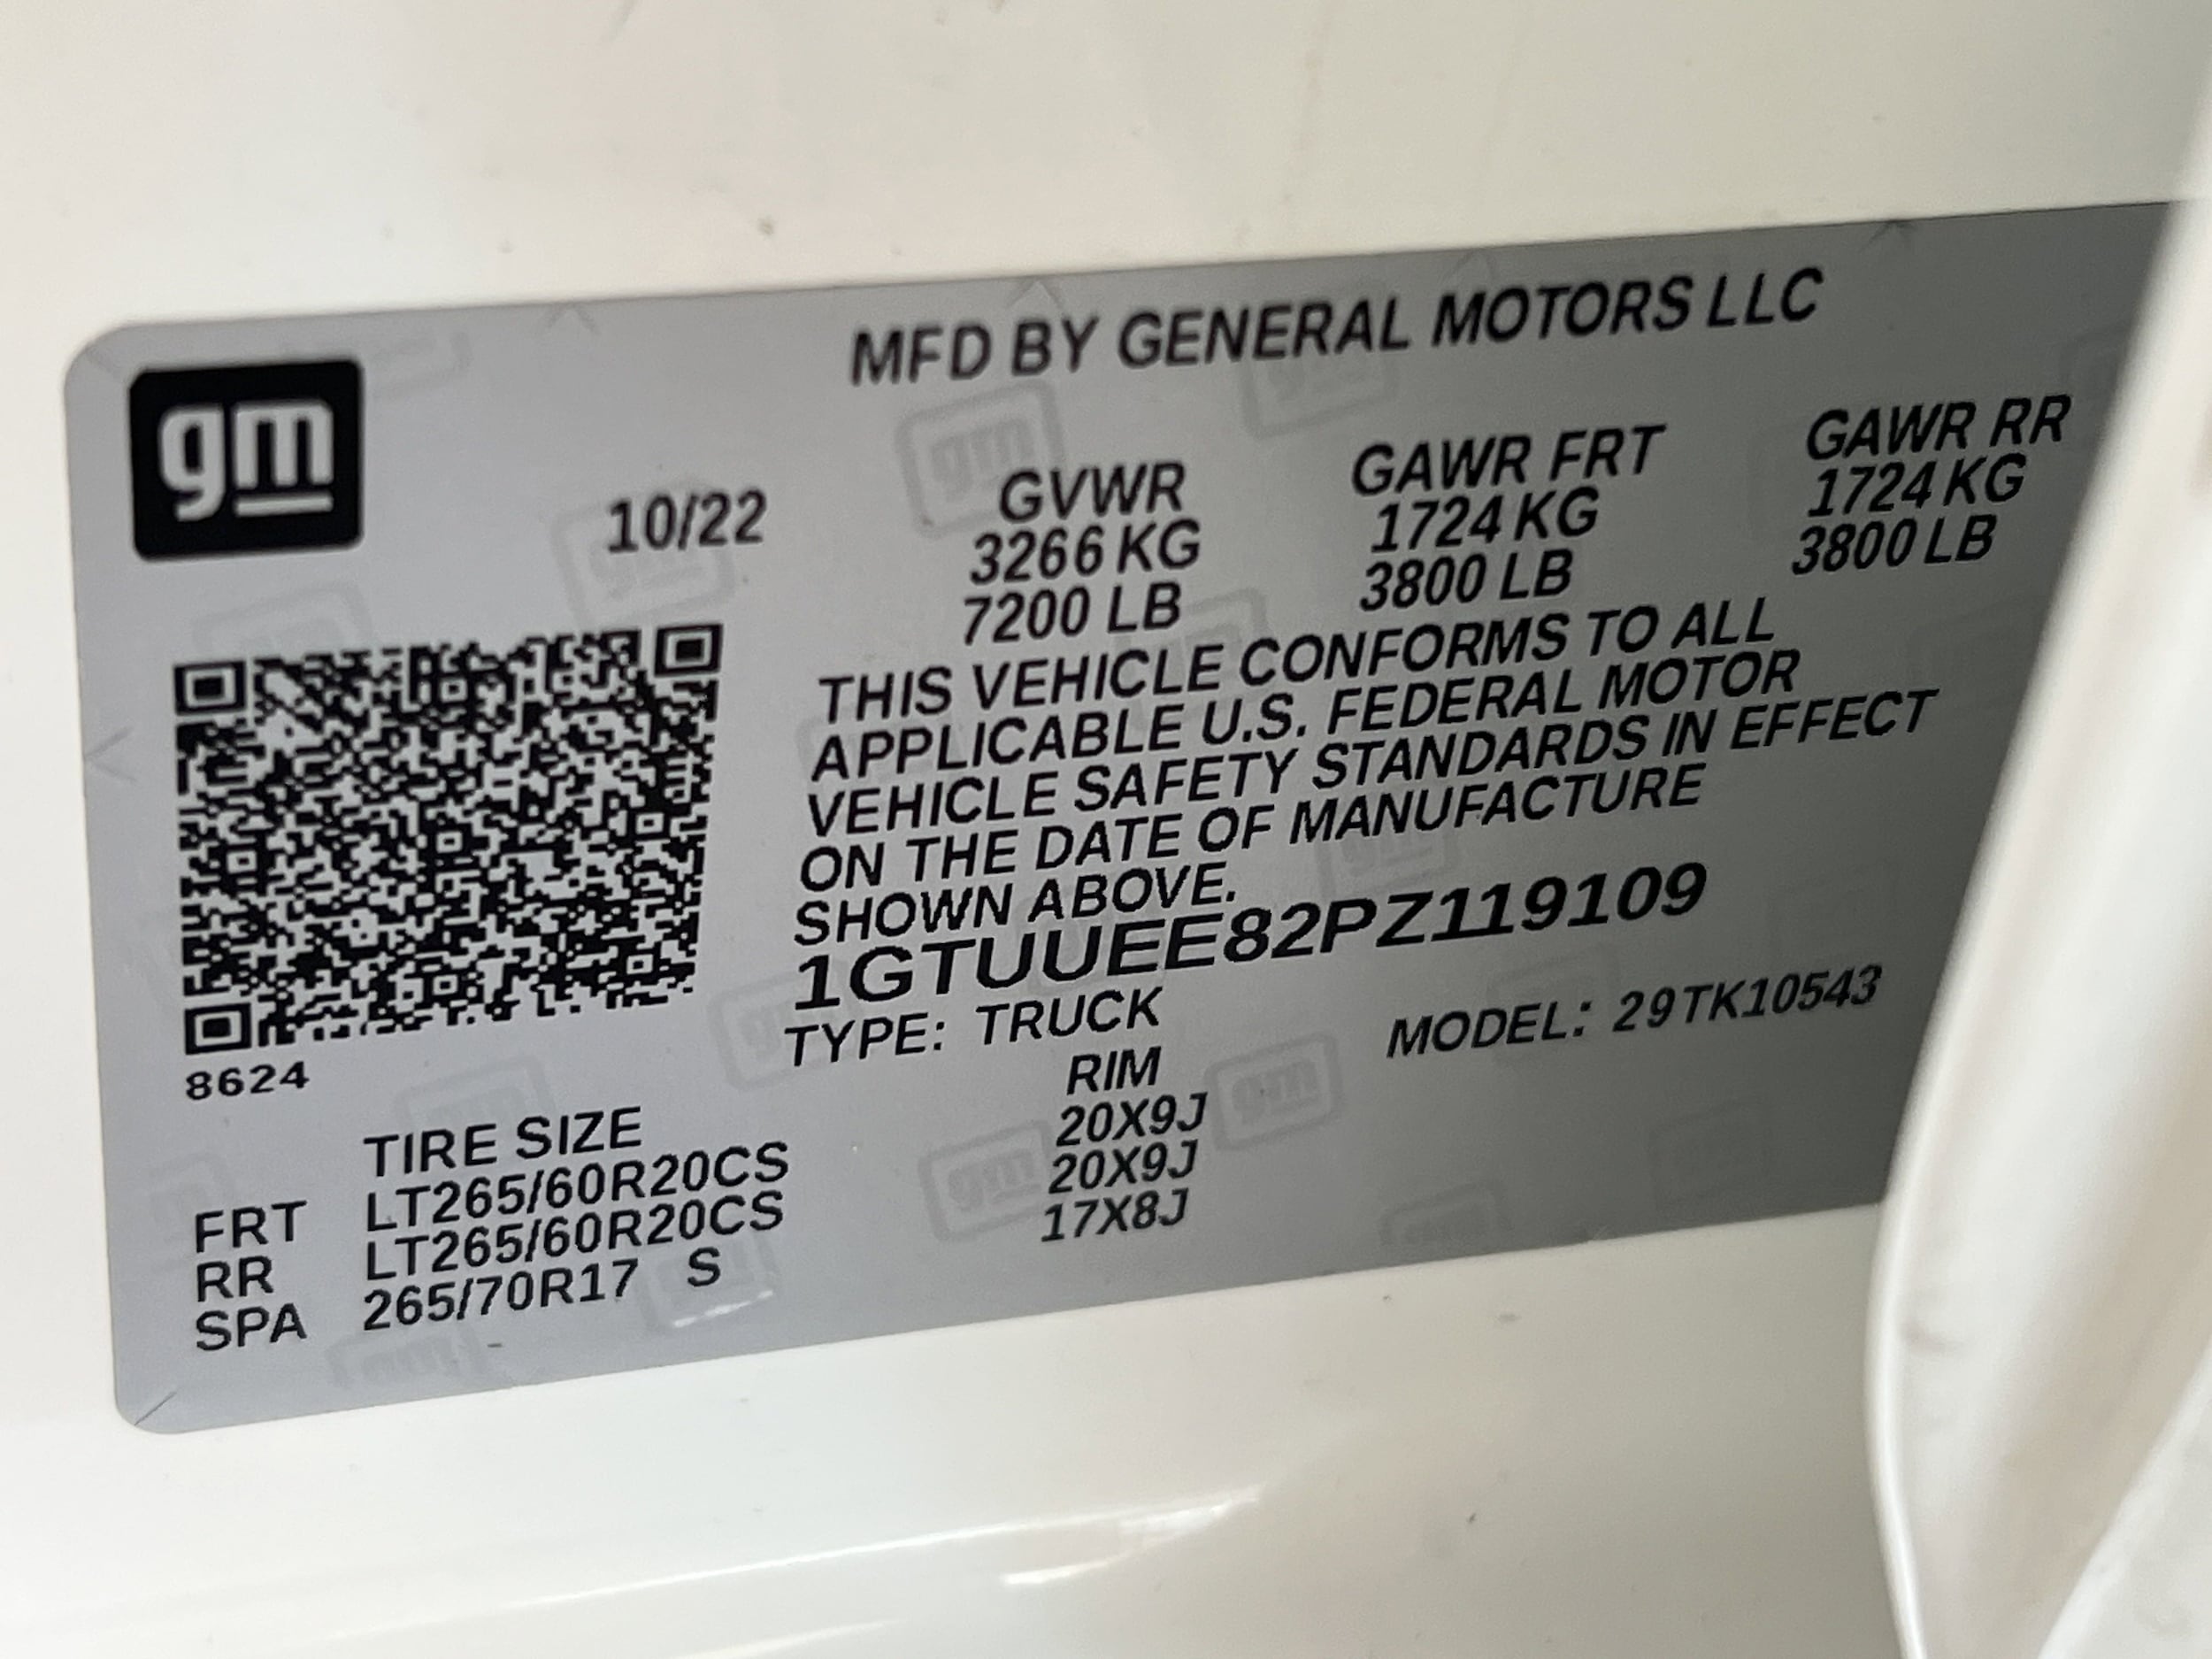 gm
MFD BY GENERAL MOTORS LLC
10/22
GVWR GAWR FRT GAWR RR
3266 KG 1724 KG 1724 KG
7200 LB 3800 LB 3800 LB
THIS VEHICLE CONFORMS TO ALL
APPLICABLE U.S. FEDERAL MOTOR
VEHICLE SAFETY STANDARDS IN EFFECT
ON THE DATE OF MANUFACTURE
SHOWN ABOVE.
1GTUUEE82PZ119109
TYPE: TRUCK MODEL: 29TK10543
8624
TIRE SIZE RIM
FRT LT265/60R20CS 20X9J
RR LT265/60R20CS 20X9J
SPA 265/70R17 S 17X8J